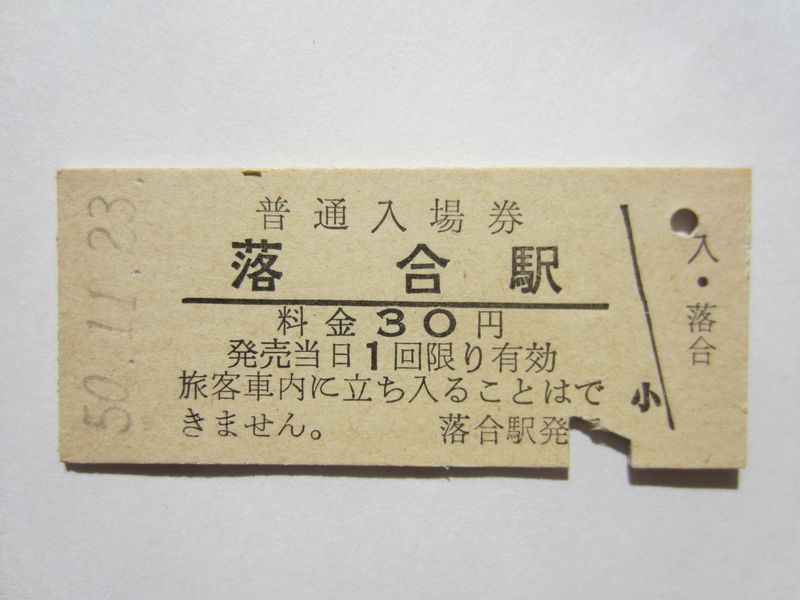 50.11.23
普通入場券
落合駅
料金30円
発売当日1回限り有効
旅客車内に立ち入ることはで
きません。 落合駅発
小
入・落合